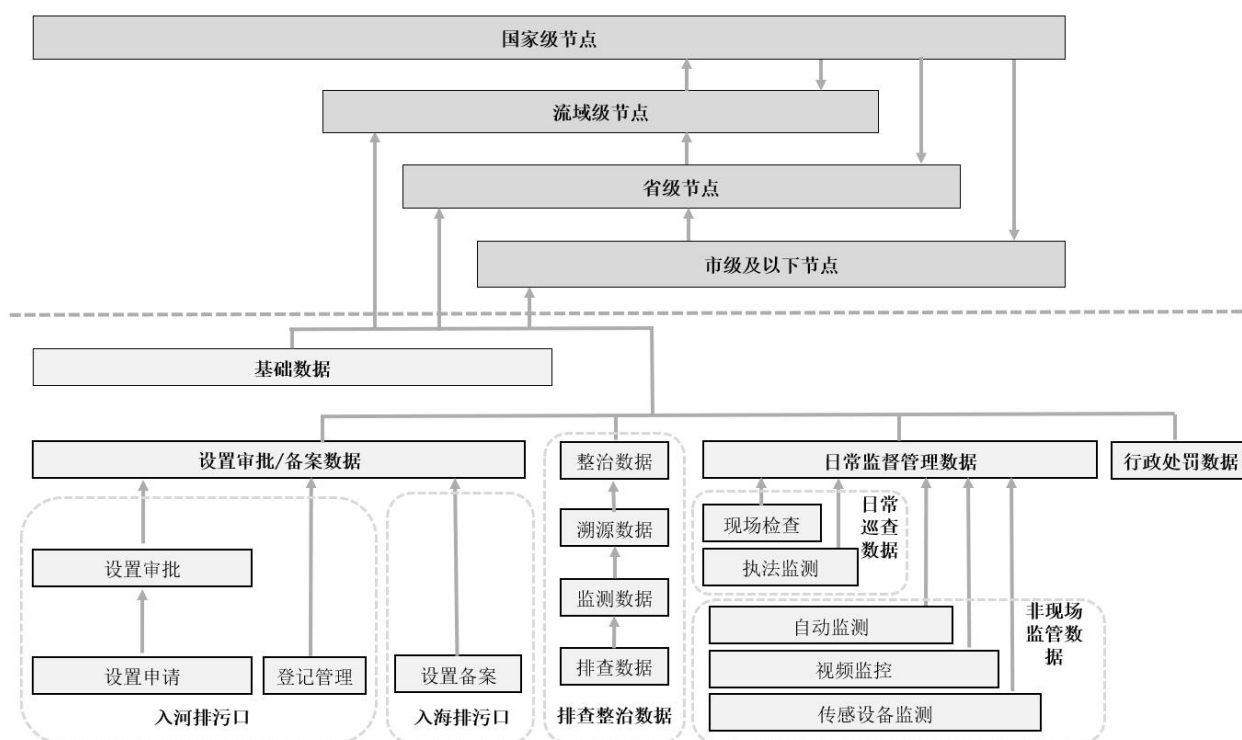 国家级节点
流域级节点
省级节点
市级及以下节点
基础数据
设置审批/备案数据
整治数据
日常监督管理数据
行政处罚数据
溯源数据
现场检查
日常
巡查
数据
设置审批
执法监测
监测数据
自动监测
非现场
监管数
据
设置申请
登记管理
设置备案
排查数据
视频监控
传感设备监测
入河排污口
入海排污口
排查整治数据